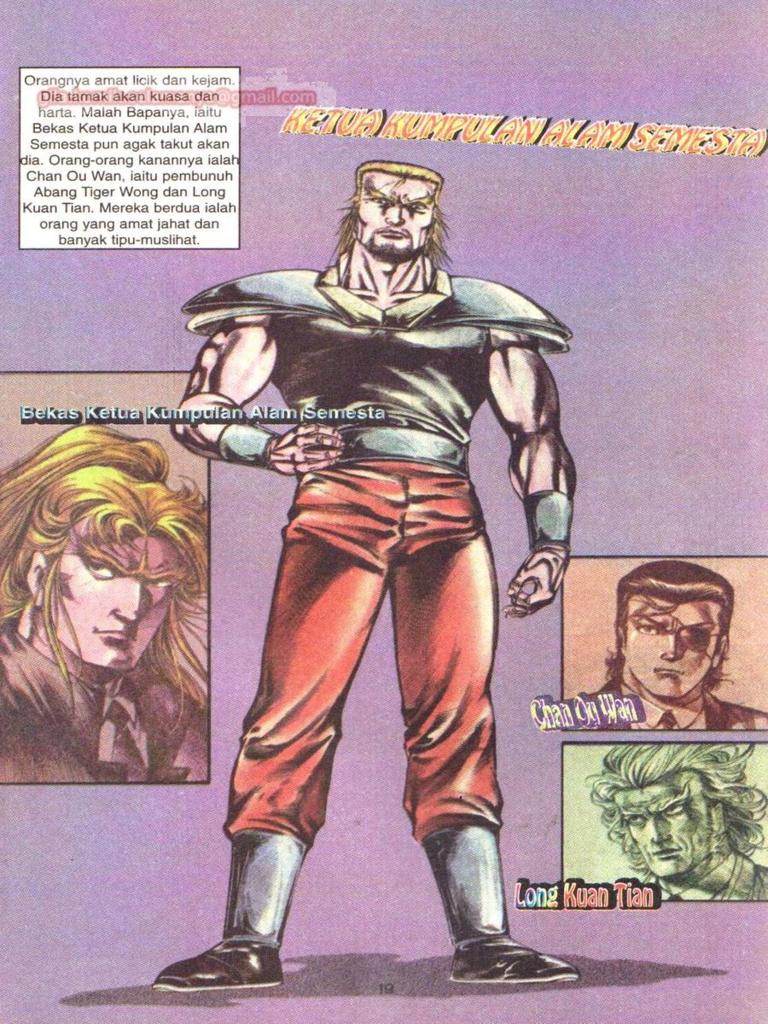 Orangnya amat licik dan kejam.
Dia tamak akan kuasa dan
harta. Malah Bapanya, iaitu
Bekas Ketua Kumpulan Alam
Semesta pun agak takut akan
dia. Orang-orang kanannya ialah
Chan Ou Wan, iaitu pembunuh
Abang Tiger Wong dan Long
Kuan Tian. Mereka berdua ialah
orang yang amat jahat dan
banyak tipu-muslihat.
@gmail.com
KETUA KUMPULAN ALAM SEMESTA
Bekas Ketua Kumpulan Alam Semesta
Chan Ou Wan
Long Kuan Tian
19